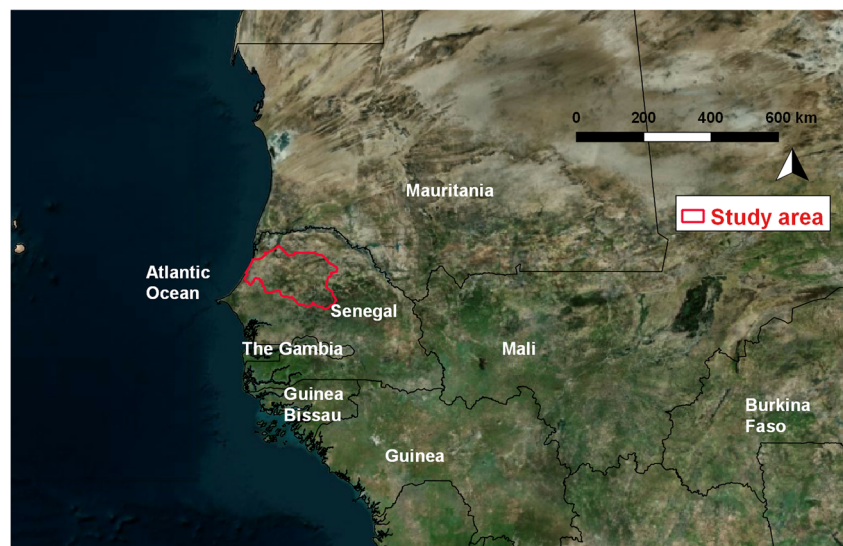 0 200 400 600 km
Mauritania
Study area
Atlantic
Ocean
Senegal
The Gambia
Mali
Guinea
Bissau
Burkina
Faso
Guinea